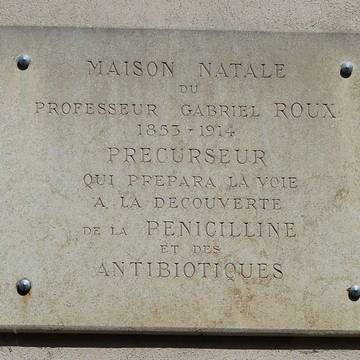 MAISON NATALE
DU
PROFESSEUR GABRIEL ROUX
1853-1914
PRECURSEUR
QUI PREPARA LA VOIE
A LA DECOUVERTE
DE LA PENICILLINE
ET DES
ANTIBIOTIQUES